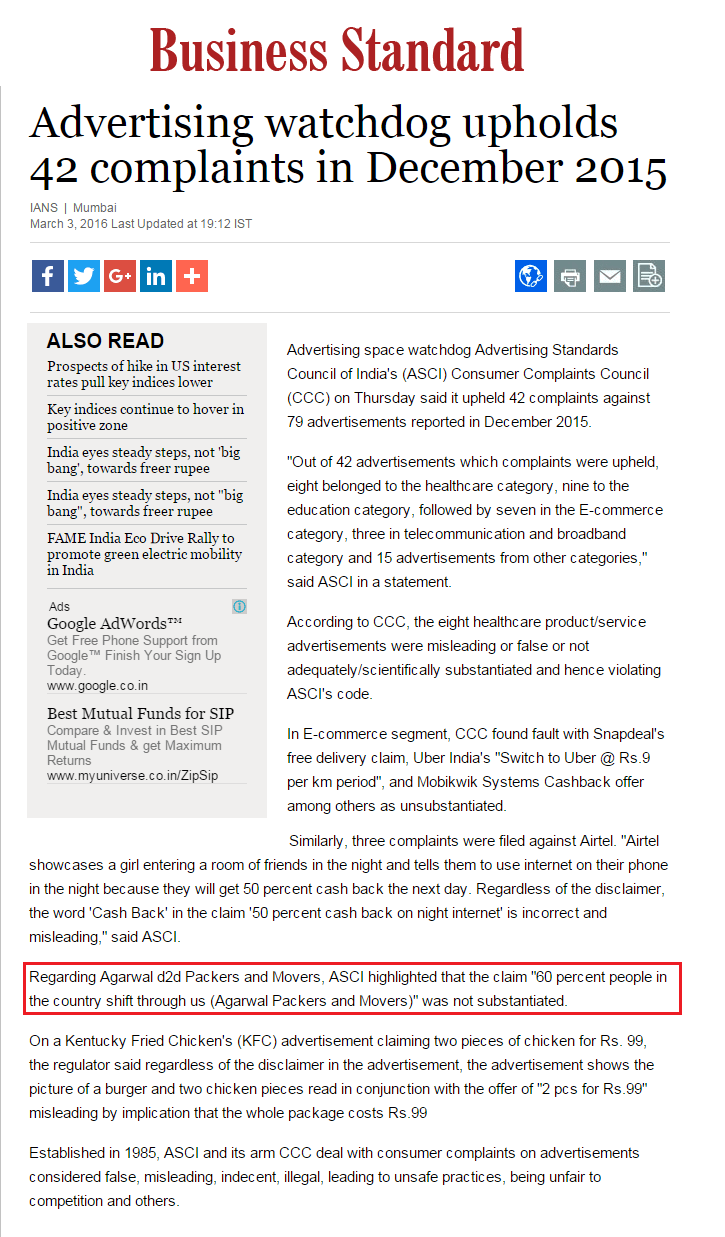 Business Standard
Advertising watchdog upholds
42 complaints in December 2015
IANS | Mumbai
March 3, 2016 Last Updated at 19:12 IST
ALSO READ
Prospects of hike in US interest
rates pull key indices lower
Key indices continue to hover in
positive zone
India eyes steady steps, not 'big
bang', towards freer rupee
India eyes steady steps, not "big
bang", towards freer rupee
FAME India Eco Drive Rally to
promote green electric mobility
in India
Ads
Google AdWords™
Get Free Phone Support from
Google™ Finish Your Sign Up
Today.
www.google.co.in
Best Mutual Funds for SIP
Compare & Invest in Best SIP
Mutual Funds & get Maximum
Returns
www.myuniverse.co.in/ZipSip
Advertising space watchdog Advertising Standards
Council of India's (ASCI) Consumer Complaints Council
(CCC) on Thursday said it upheld 42 complaints against
79 advertisements reported in December 2015.
"Out of 42 advertisements which complaints were upheld,
eight belonged to the healthcare category, nine to the
education category, followed by seven in the E-commerce
category, three in telecommunication and broadband
category and 15 advertisements from other categories,"
said ASCI in a statement.
According to CCC, the eight healthcare product/service
advertisements were misleading or false or not
adequately/scientifically substantiated and hence violating
ASCI's code.
In E-commerce segment, CCC found fault with Snapdeal's
free delivery claim, Uber India's "Switch to Uber @ Rs.9
per km period", and Mobikwik Systems Cashback offer
among others as unsubstantiated.
Similarly, three complaints were filed against Airtel. "Airtel
showcases a girl entering a room of friends in the night and tells them to use internet on their phone
in the night because they will get 50 percent cash back the next day. Regardless of the disclaimer,
the word 'Cash Back' in the claim '50 percent cash back on night internet' is incorrect and
misleading," said ASCI.
Regarding Agarwal d2d Packers and Movers, ASCI highlighted that the claim "60 percent people in
the country shift through us (Agarwal Packers and Movers)" was not substantiated.
On a Kentucky Fried Chicken's (KFC) advertisement claiming two pieces of chicken for Rs. 99,
the regulator said regardless of the disclaimer in the advertisement, the advertisement shows the
picture of a burger and two chicken pieces read in conjunction with the offer of "2 pcs for Rs.99"
misleading by implication that the whole package costs Rs.99
Established in 1985, ASCI and its arm CCC deal with consumer complaints on advertisements
considered false, misleading, indecent, illegal, leading to unsafe practices, being unfair to
competition and others.